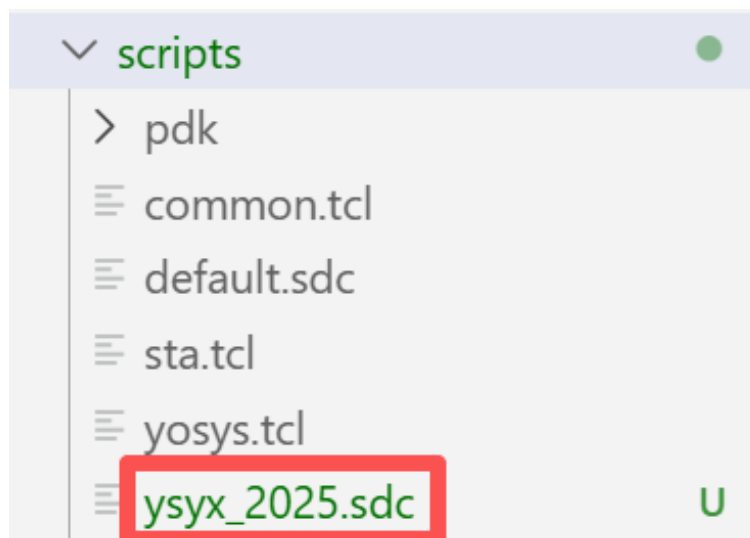 scripts
pdk
common.tcl
default.sdc
sta.tcl
yosys.tcl
ysyx_2025.sdc U